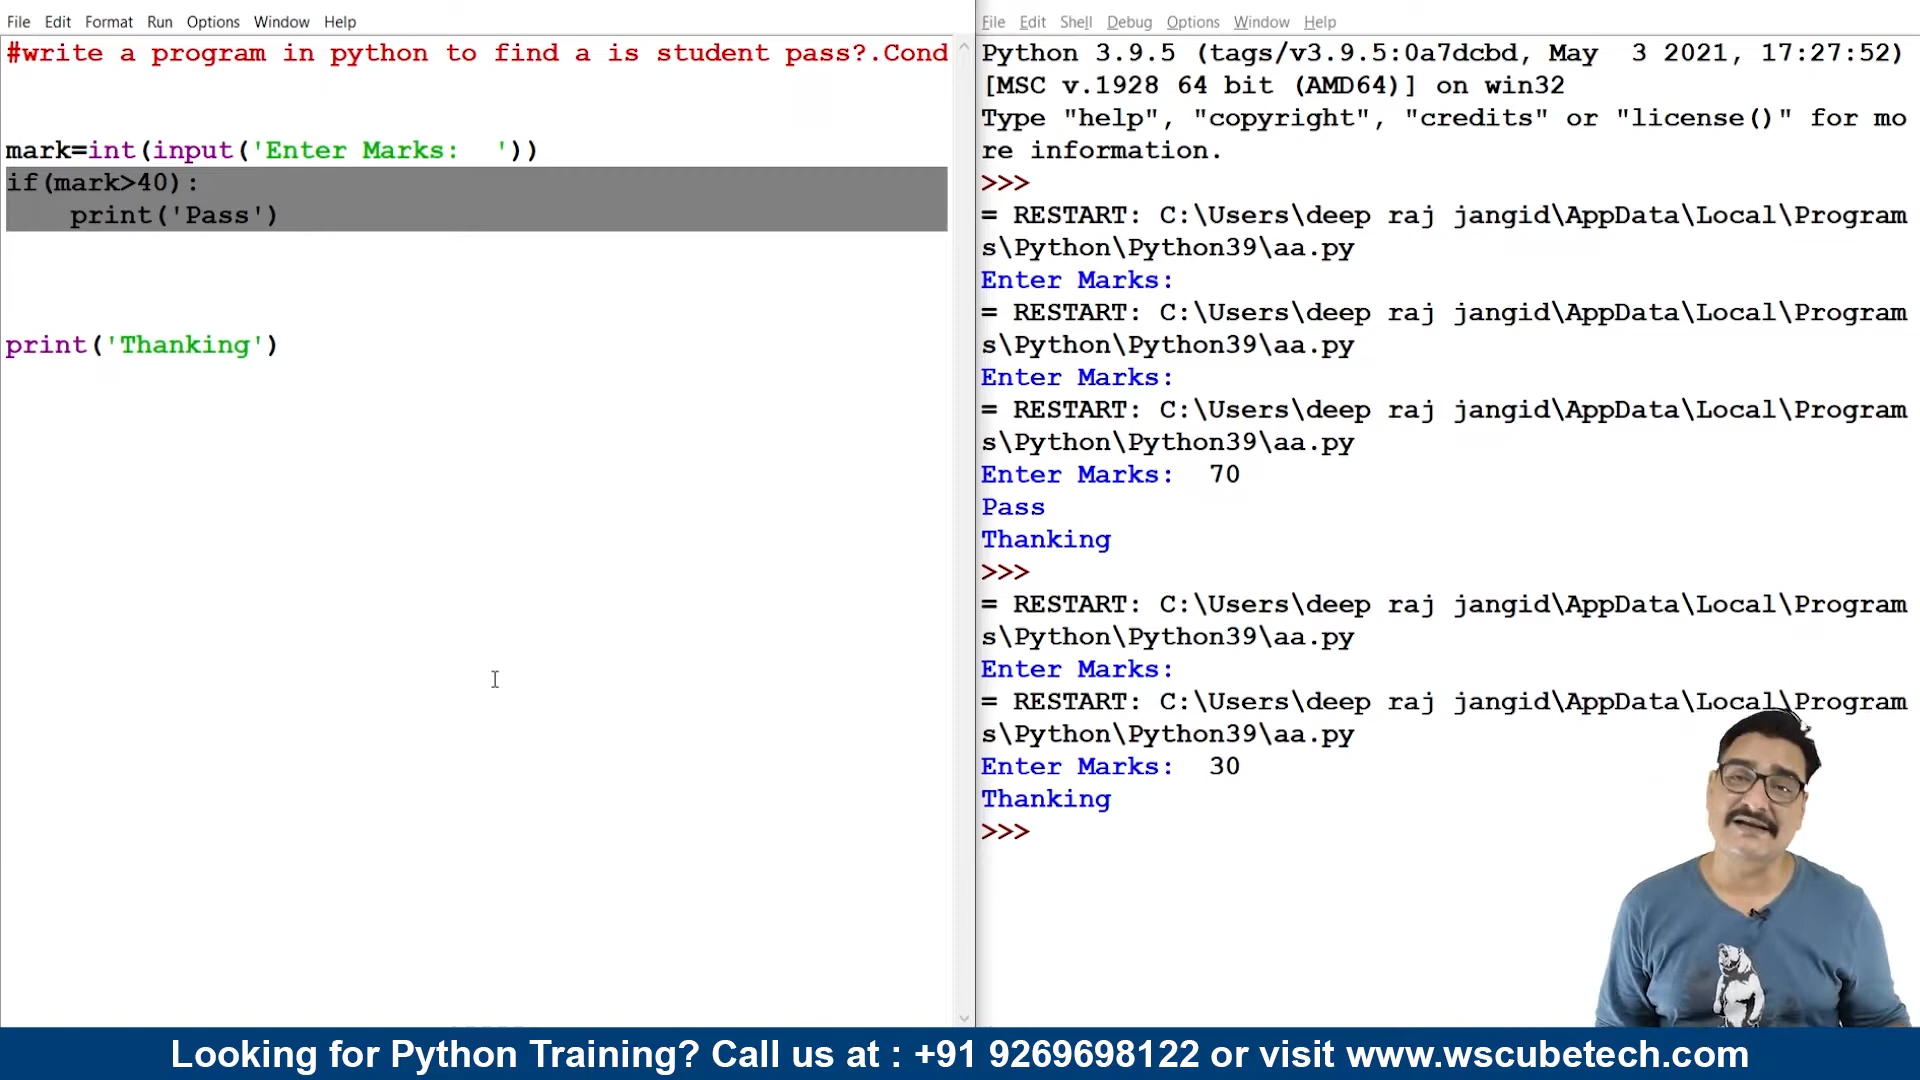 File Edit Format Run Options Window Help
#write a program in python to find a is student pass?.Cond
mark=int(input('Enter Marks:  '))
if(mark>40):
    print('Pass')
print('Thanking')
File Edit Shell Debug Options Window Help
Python 3.9.5 (tags/v3.9.5:0a7dcbd, May  3 2021, 17:27:52)
[MSC v.1928 64 bit (AMD64)] on win32
Type "help", "copyright", "credits" or "license()" for mo
re information.
>>>
= RESTART: C:\Users\deep raj jangid\AppData\Local\Program
s\Python\Python39\aa.py
Enter Marks:
= RESTART: C:\Users\deep raj jangid\AppData\Local\Program
s\Python\Python39\aa.py
Enter Marks:
= RESTART: C:\Users\deep raj jangid\AppData\Local\Program
s\Python\Python39\aa.py
Enter Marks:  70
Pass
Thanking
>>>
= RESTART: C:\Users\deep raj jangid\AppData\Local\Program
s\Python\Python39\aa.py
Enter Marks:
= RESTART: C:\Users\deep raj jangid\AppData\Local\Program
s\Python\Python39\aa.py
Enter Marks:  30
Thanking
>>>
Looking for Python Training? Call us at : +91 9269698122 or visit www.wscubetech.com